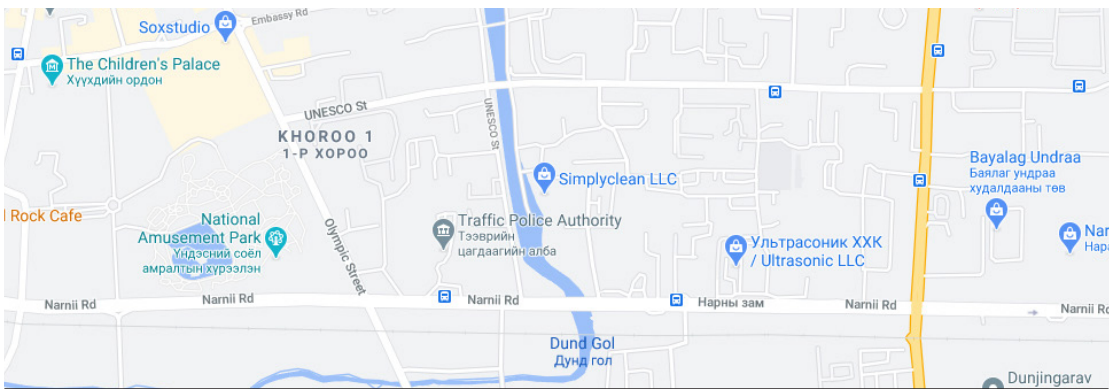 Embassy Rd
Soxstudio
The Children's Palace
Хүүхдийн ордон
UNESCO St
UNESCO St
KHOROO 1
1-Р ХОРОО
Simplyclean LLC
Bayalag Undraa
Баялаг ундраа
худалдааны төв
Rock Cafe
National
Amusement Park
Үндэсний соёл
амралтын хүрээлэн
Olympic Street
Traffic Police Authority
Тээврийн
цагдаагийн алба
Ультрасоник ХХК
/ Ultrasonic LLC
Nar
Нара
Narnii Rd
Narnii Rd
Narnii Rd
Нарны зам
Narnii Rd
Narnii Ro
Dund Gol
Дунд гол
Dunjingarav